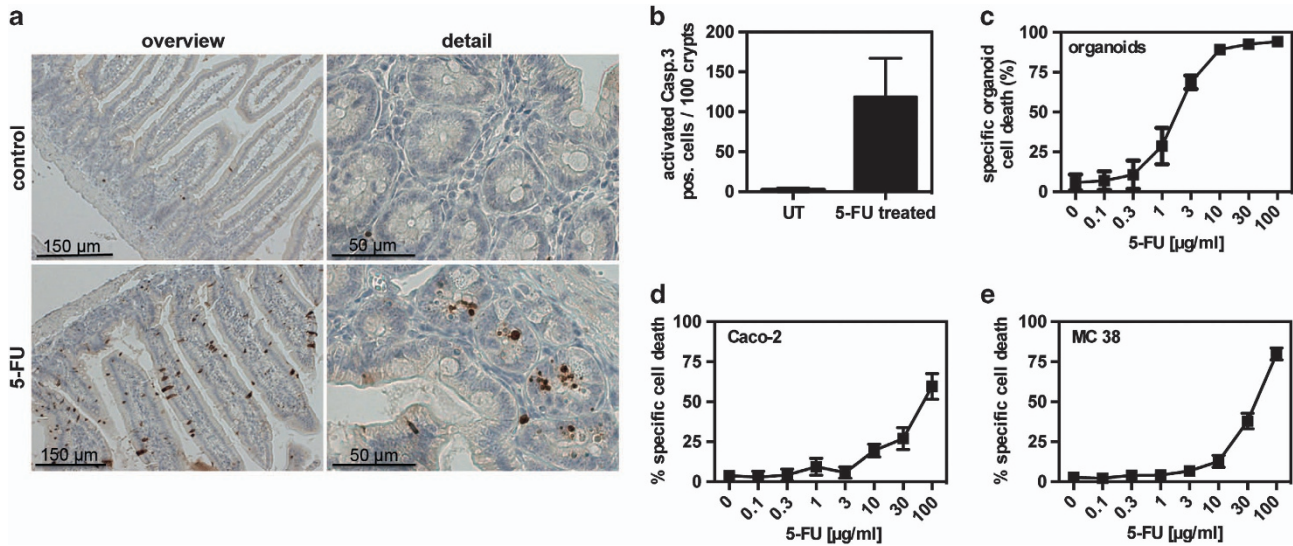 a
overview
detail
control
150 µm
50 µm
5-FU
150 µm
50 µm
b
activated Casp.3
pos. cells / 100 crypts
200
150
100
50
0
UT
5-FU treated
c
organoids
specific organoid
cell death (%)
100
75
50
25
0
0
0.1
0.3
1
3
10
30
100
5-FU [µg/ml]
d
Caco-2
% specific cell death
100
75
50
25
0
0
0.1
0.3
1
3
10
30
100
5-FU [µg/ml]
e
MC 38
% specific cell death
100
75
50
25
0
0
0.1
0.3
1
3
10
30
100
5-FU [µg/ml]